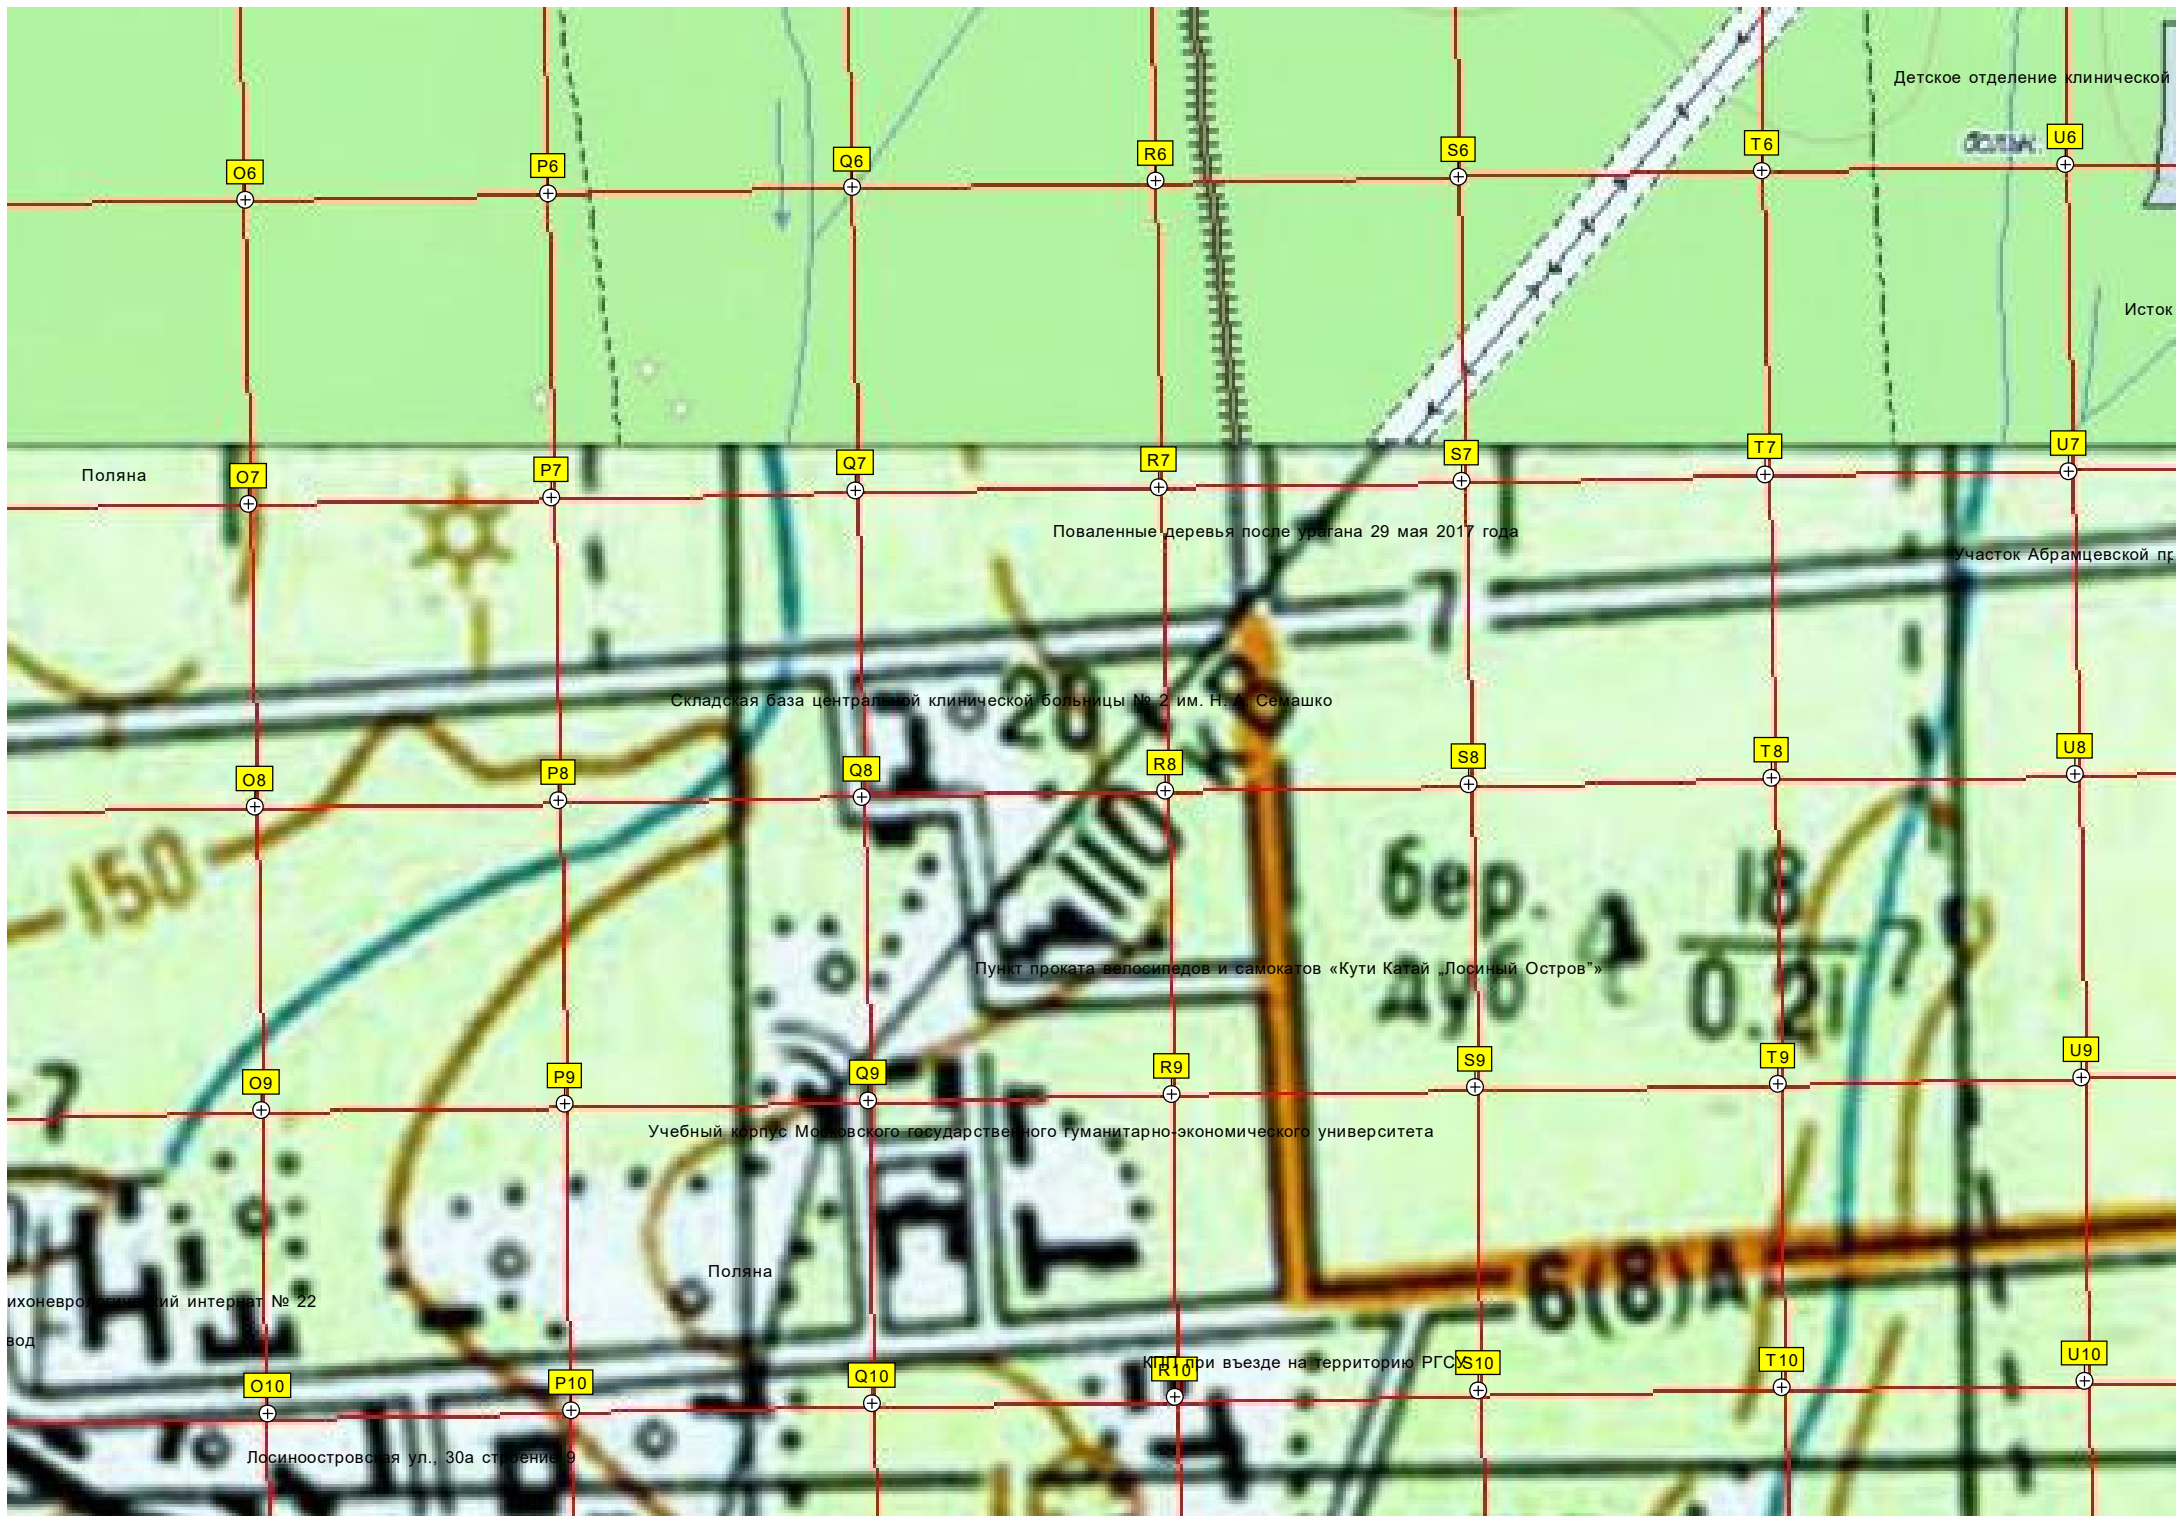 Детское отделение клинической
U6
T6
больн.
S6
R6
Q6
P6
O6
Исток
U7
T7
S7
R7
Q7
P7
O7
Поляна
Поваленные деревья после урагана 29 мая 2017 года
Участок Абрамцевской пр
7
20
Складская база центральной клинической больницы № 2 им. Н. А. Семашко
К
U8
T8
S8
R8
Q8
P8
O8
110
150
бер.
дуб
18
0.21
7
Пункт проката велосипедов и самокатов «Кути Катай „Лосиный Остров"»
U9
T9
S9
R9
Q9
P9
O9
7
Учебный корпус Московского государственного гуманитарно-экономического университета
Поляна
6(8)А
ихоневрологический интернат № 22
вод
КПП при въезде на территорию РГСУ
U10
T10
S10
R10
Q10
P10
O10
Лосиноостровская ул., 30а строение 9